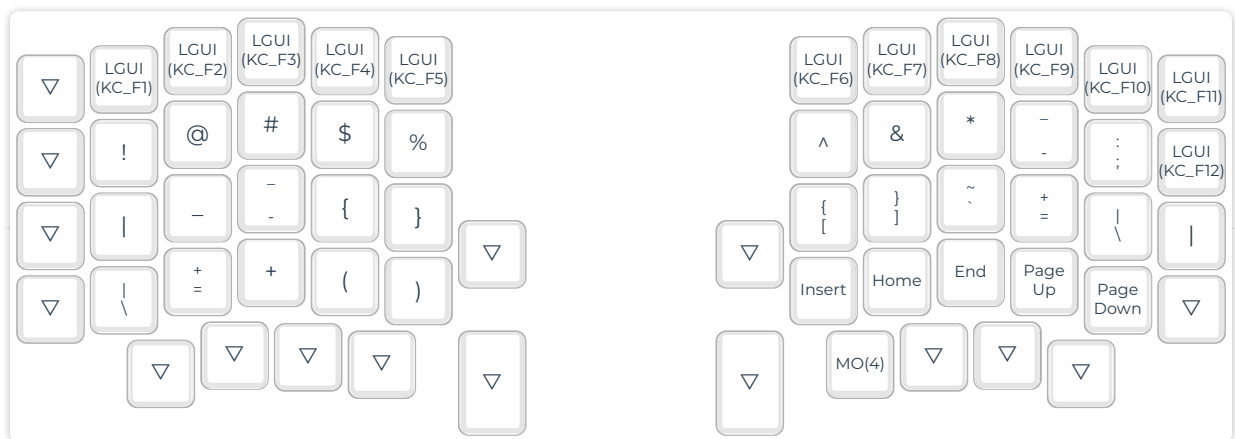 ▽ LGUI (KC_F1) LGUI (KC_F2) LGUI (KC_F3) LGUI (KC_F4) LGUI (KC_F5) LGUI (KC_F6) LGUI (KC_F7) LGUI (KC_F8) LGUI (KC_F9) LGUI (KC_F10) LGUI (KC_F11)
▽ ! @ # $ % ^ & * _ - : ; LGUI (KC_F12)
▽ | _ _ - { } ▽ ▽ { [ } ] ~ ` + = | \ |
▽ | \ + = + ( ) Insert Home End Page Up Page Down ▽
▽ ▽ ▽ ▽ ▽ ▽ MO(4) ▽ ▽ ▽